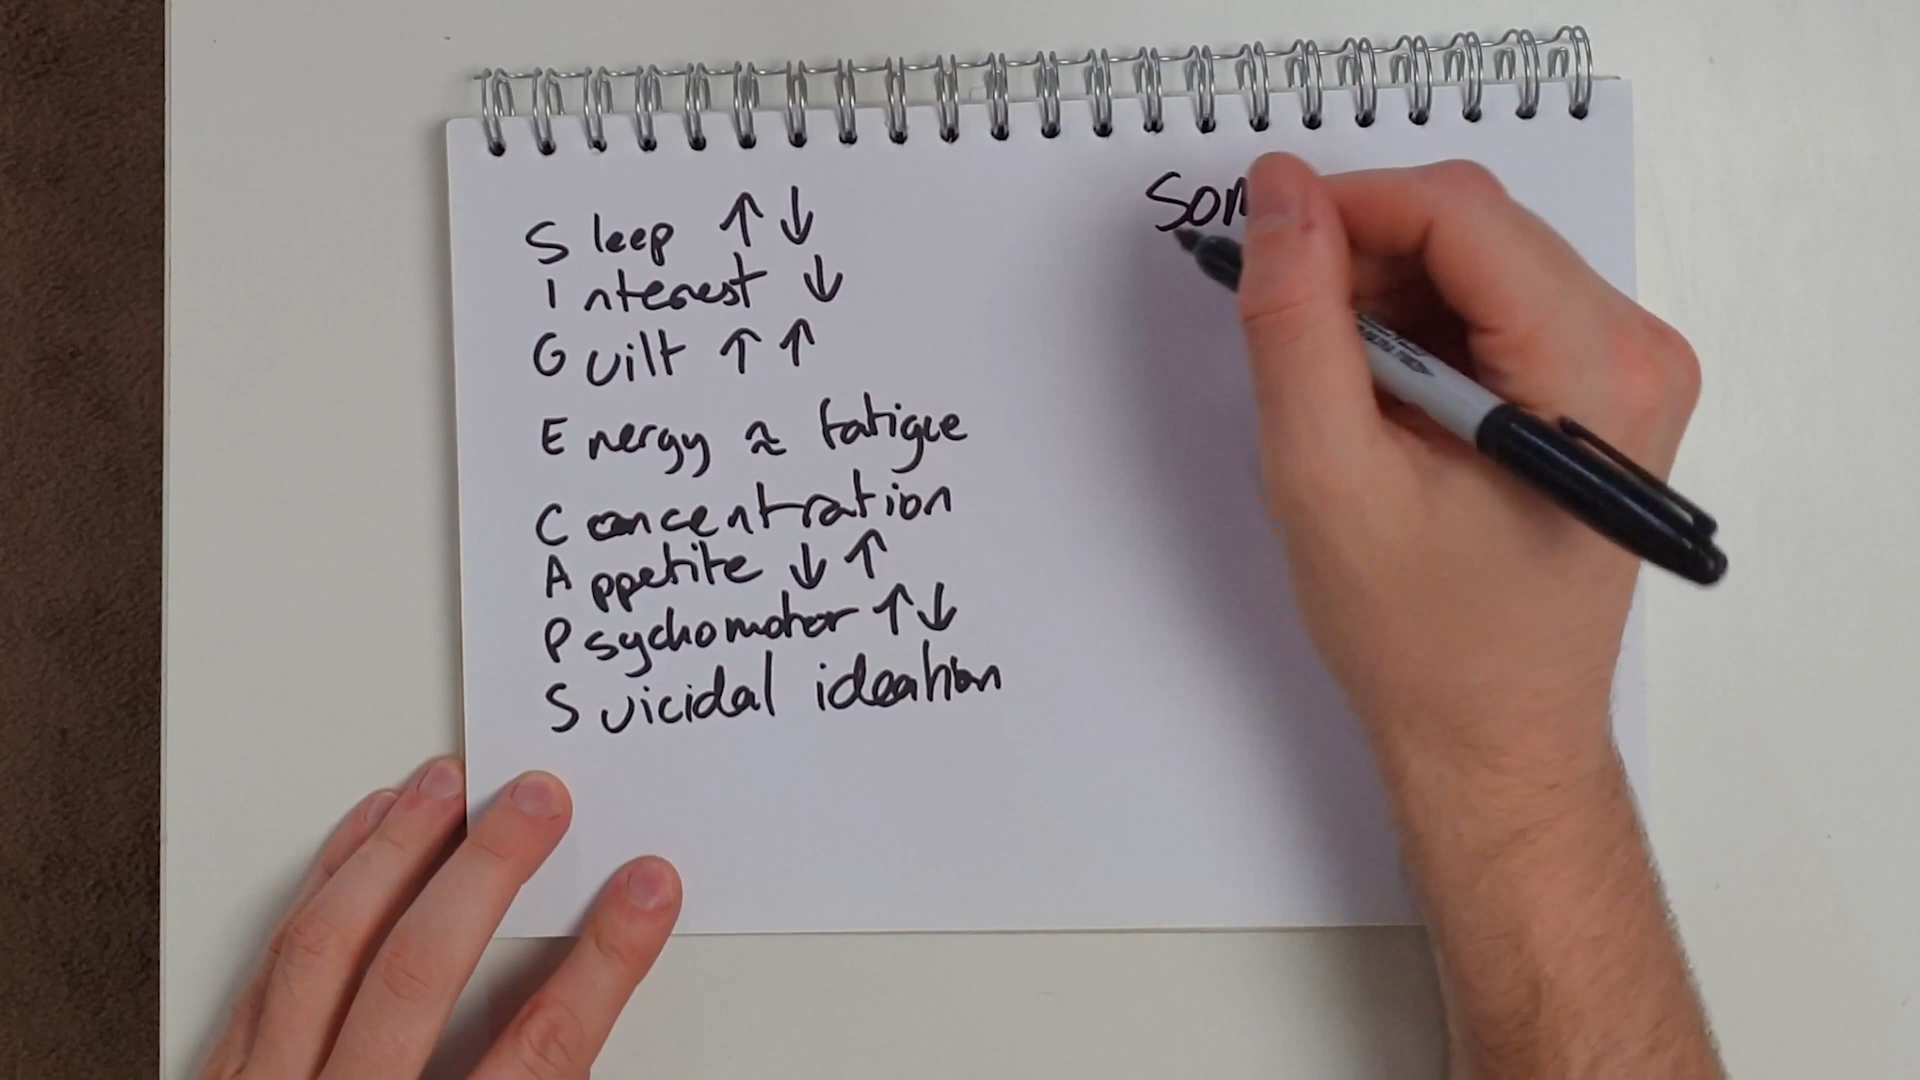 Sleep ↑↓
Interest ↓
Guilt ↑↑
Energy ≈ fatigue
Concentration
Appetite ↓↑
Psychomotor ↑↓
Suicidal ideation